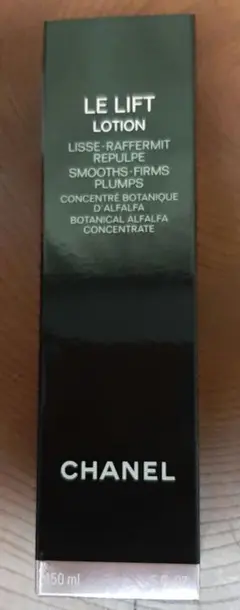 LE LIFT
LOTION
LISSE-RAFFERMIT
REPULPE
SMOOTHS-FIRMS
PLUMPS
CONCENTRÉ BOTANIQUE
D'ALFALFA
BOTANICAL ALFALFA
CONCENTRATE
CHANEL
150 ml